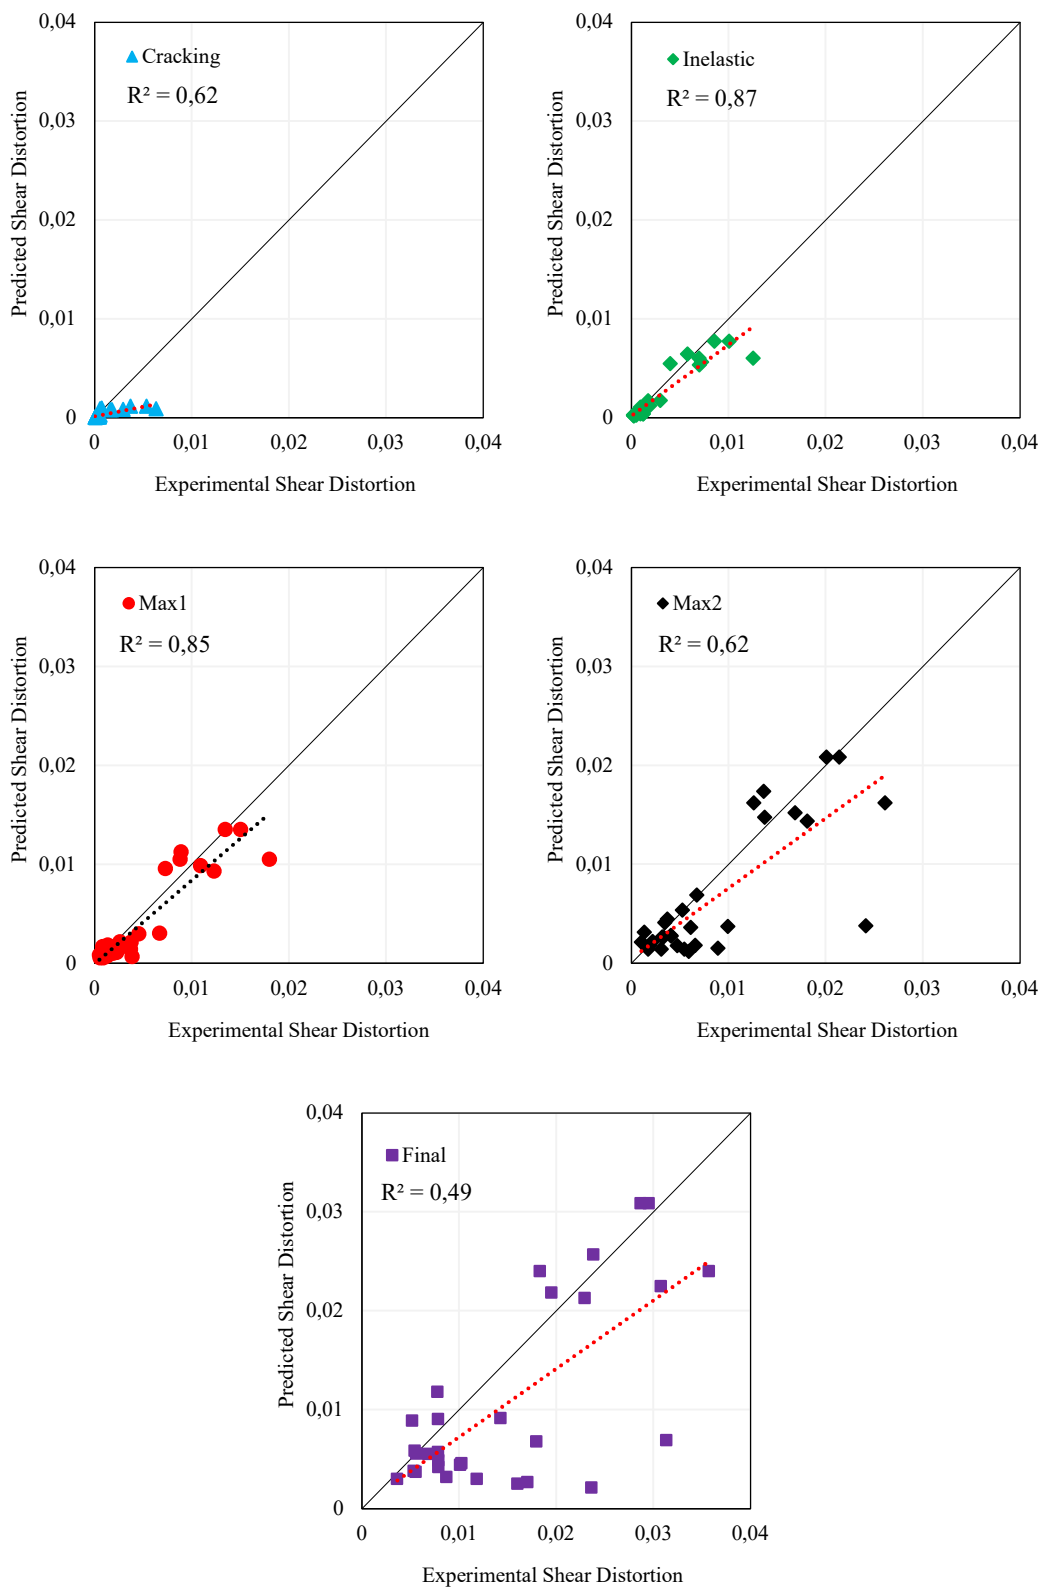 0,04
0,03
0,02
0,01
0
Predicted Shear Distortion
Cracking
R² = 0,62
0
0,01
0,02
0,03
0,04
Experimental Shear Distortion
0,04
0,03
0,02
0,01
0
Predicted Shear Distortion
Inelastic
R² = 0,87
0
0,01
0,02
0,03
0,04
Experimental Shear Distortion
0,04
0,03
0,02
0,01
0
Predicted Shear Distortion
Max1
R² = 0,85
0
0,01
0,02
0,03
0,04
Experimental Shear Distortion
0,04
0,03
0,02
0,01
0
Predicted Shear Distortion
Max2
R² = 0,62
0
0,01
0,02
0,03
0,04
Experimental Shear Distortion
0,04
0,03
0,02
0,01
0
Predicted Shear Distortion
Final
R² = 0,49
0
0,01
0,02
0,03
0,04
Experimental Shear Distortion